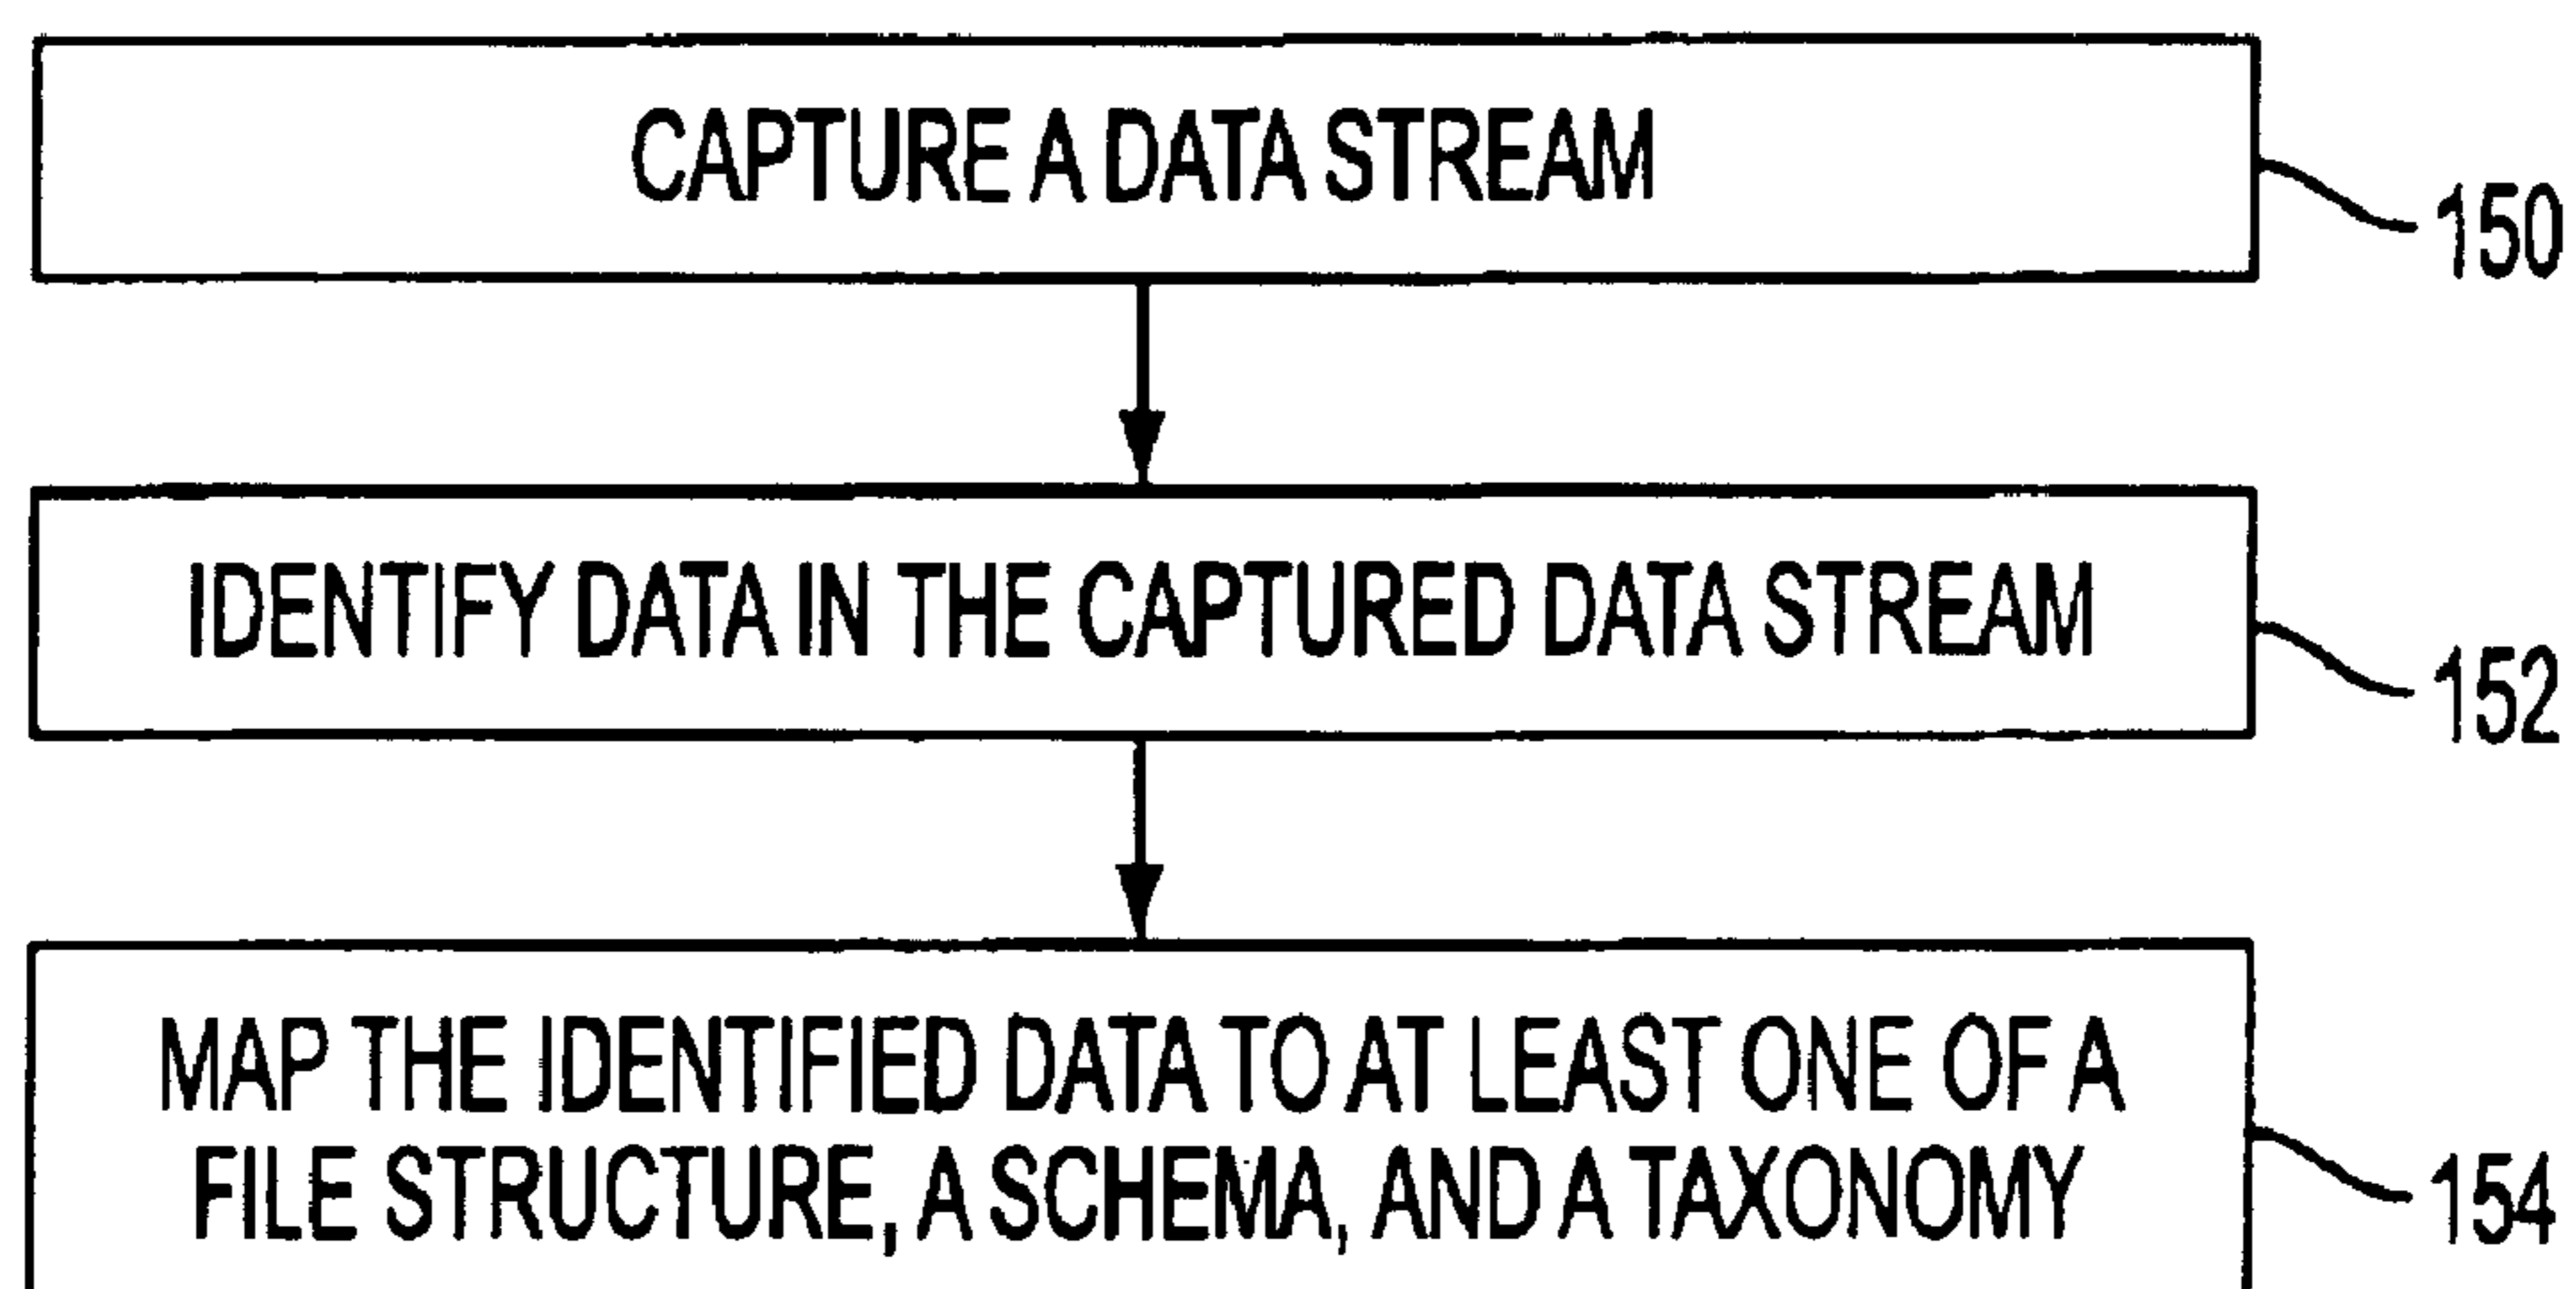 CAPTURE A DATA STREAM
150
IDENTIFY DATA IN THE CAPTURED DATA STREAM
152
MAP THE IDENTIFIED DATA TO AT LEAST ONE OF A
FILE STRUCTURE, A SCHEMA, AND A TAXONOMY
154